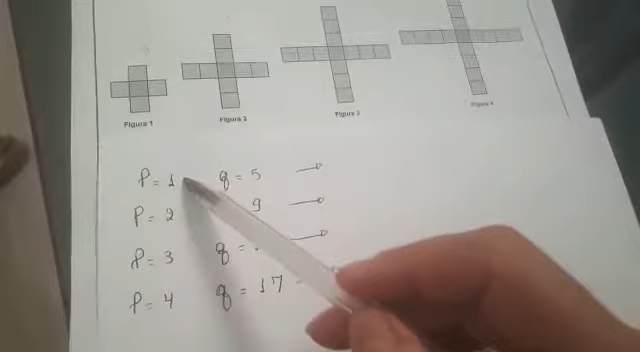 Figura 1
Figura 2
Figura 3
Figura 4
P = 1 q = 5 →
P = 2 9 →
P = 3 q = →
P = 4 q = 17